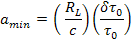 a_min = (R_L / c) (δτ_0 / τ_0)